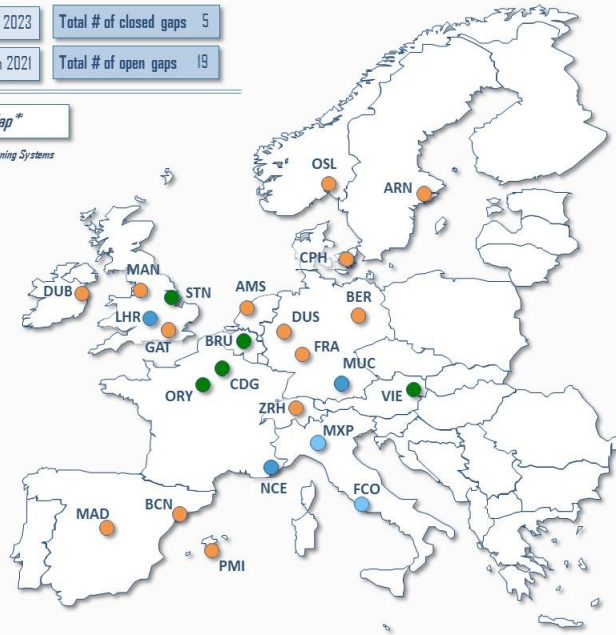 2023
Total # of closed gaps 5
2021
Total # of open gaps 19
ap*
ning Systems
OSL
ARN
CPH
MAN
DUB
STN
AMS
BER
LHR
DUS
GAT
BRU
FRA
MUC
CDG
ORY
VIE
ZRH
MXP
NCE
FCO
BCN
MAD
PMI